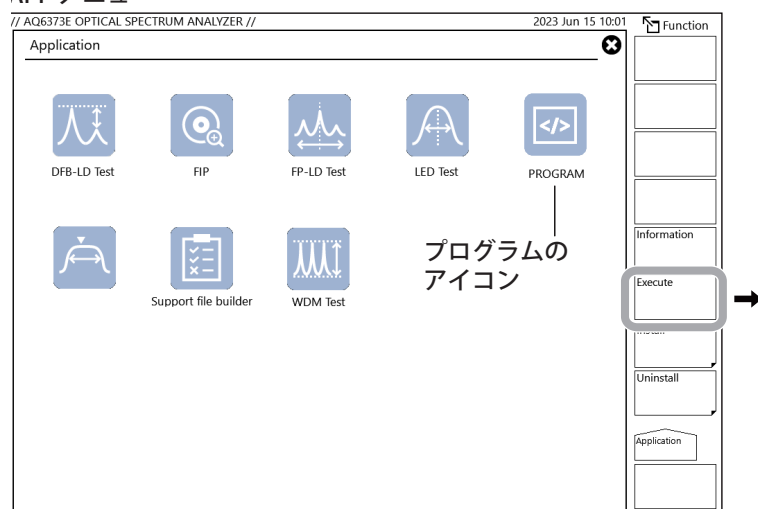 // AQ6373E OPTICAL SPECTRUM ANALYZER //
2023 Jun 15 10:01
Function
Application
DFB-LD Test
FIP
FP-LD Test
LED Test
PROGRAM
Information
プログラムの
アイコン
Execute
Support file builder
WDM Test
Uninstall
Application